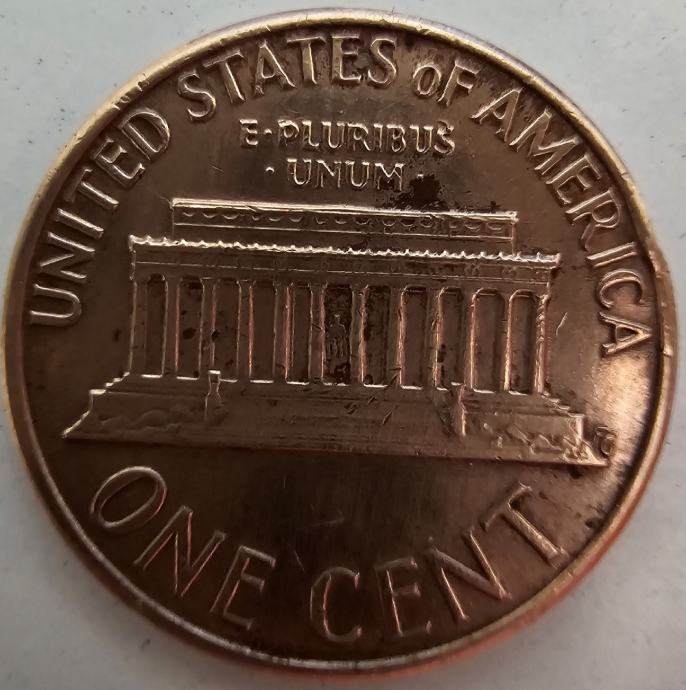 UNITED STATES OF AMERICA
E·PLURIBUS
·UNUM·
ONE CENT